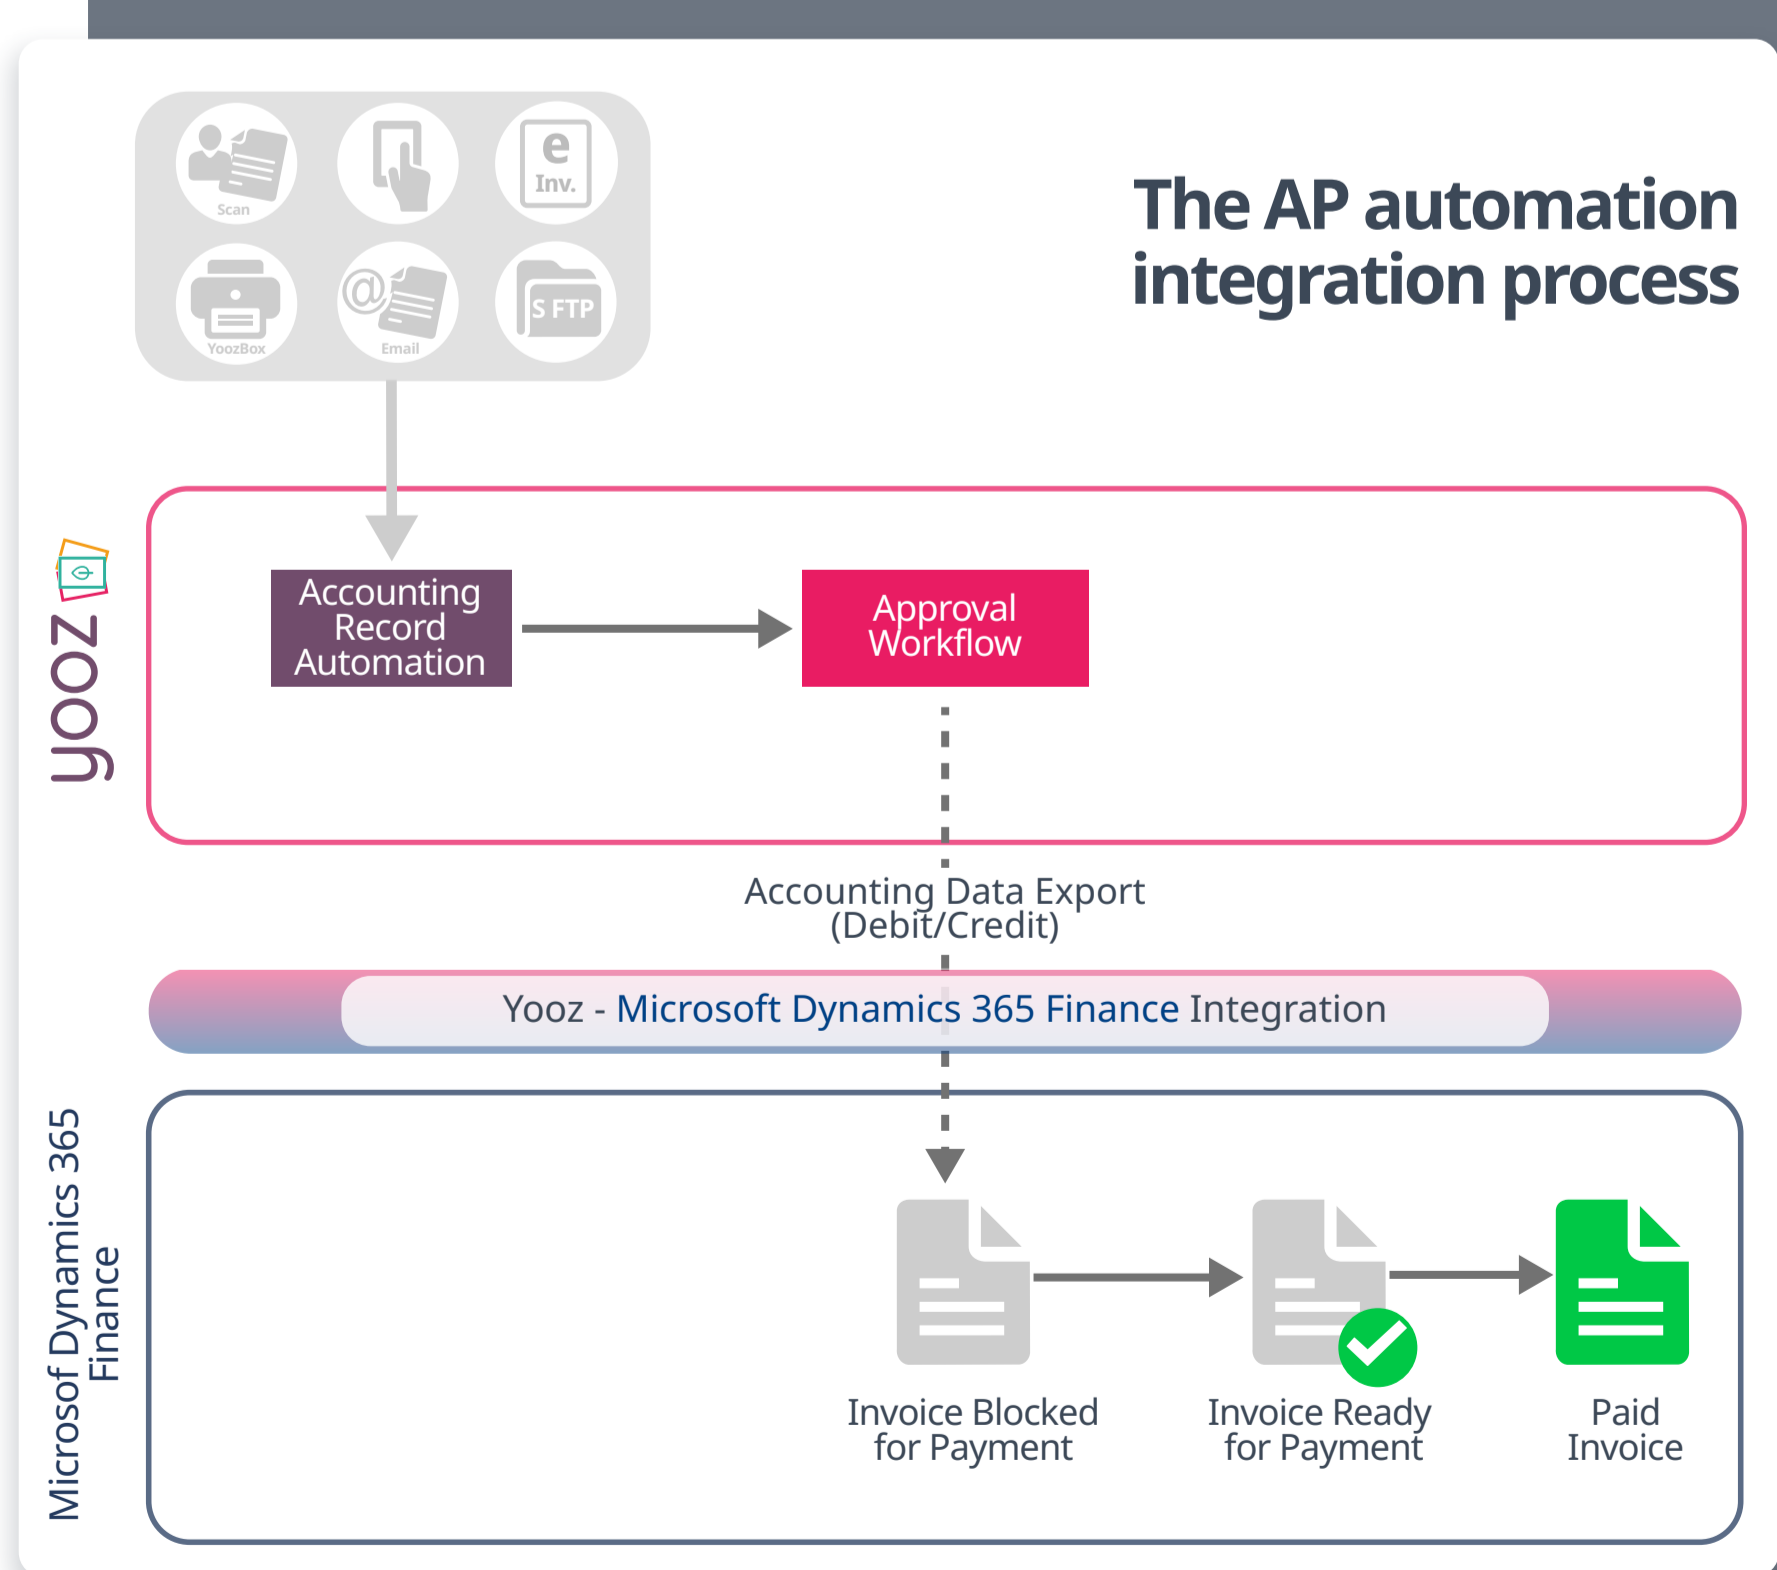 Scan
e
Inv.
YoozBox
@
Email
S FTP
The AP automation
integration process
yooz
Accounting
Record
Automation
Approval
Workflow
Accounting Data Export
(Debit/Credit)
Yooz - Microsoft Dynamics 365 Finance Integration
Microsof Dynamics 365
Finance
Invoice Blocked
for Payment
Invoice Ready
for Payment
Paid
Invoice